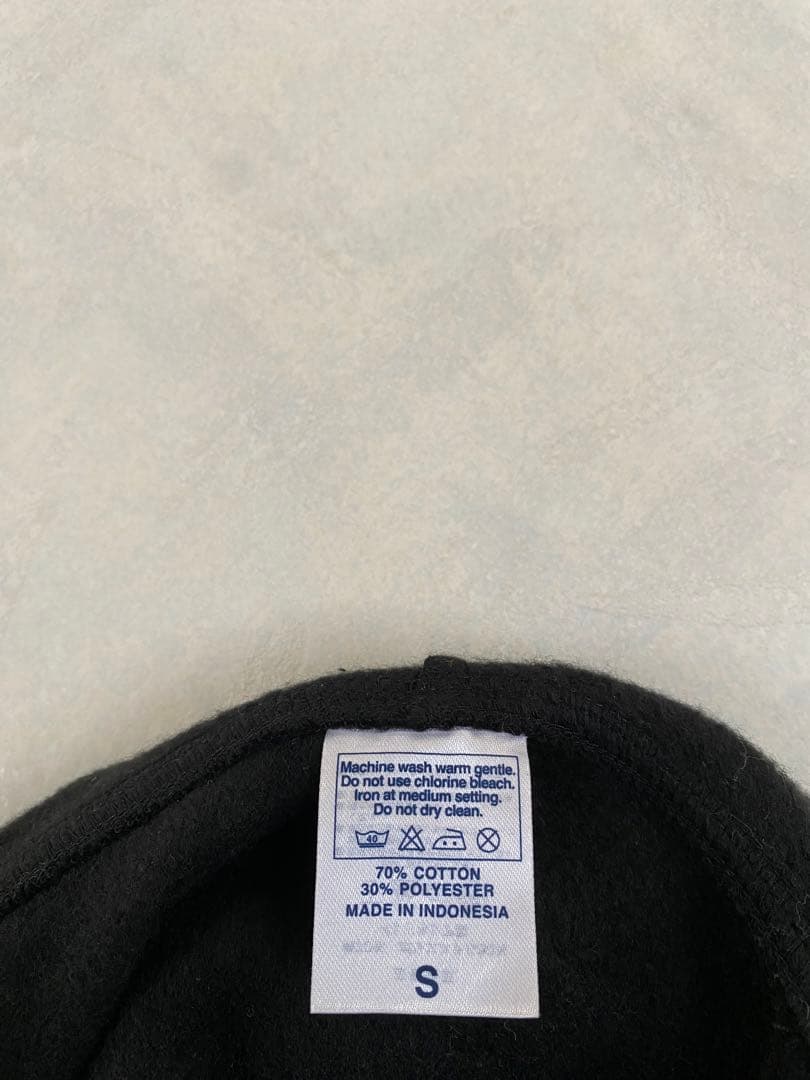 Machine wash warm gentle.
Do not use chlorine bleach.
Iron at medium setting.
Do not dry clean.
40
70% COTTON
30% POLYESTER
MADE IN INDONESIA
S